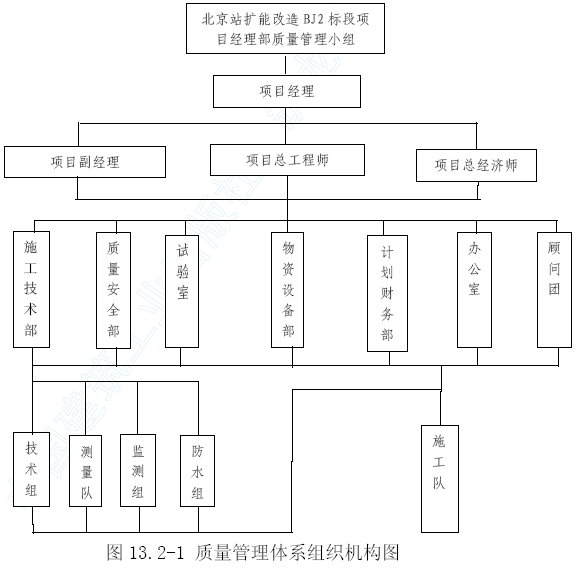 北京站扩能改造 BJ2 标段项
目经理部质量管理小组
项目经理
项目副经理
项目总工程师
项目总经济师
施工技术部
质量安全部
试验室
物资设备部
计划财务部
办公室
顾问团
技术组
测量队
监测组
防水组
施工队
图 13.2-1 质量管理体系组织机构图